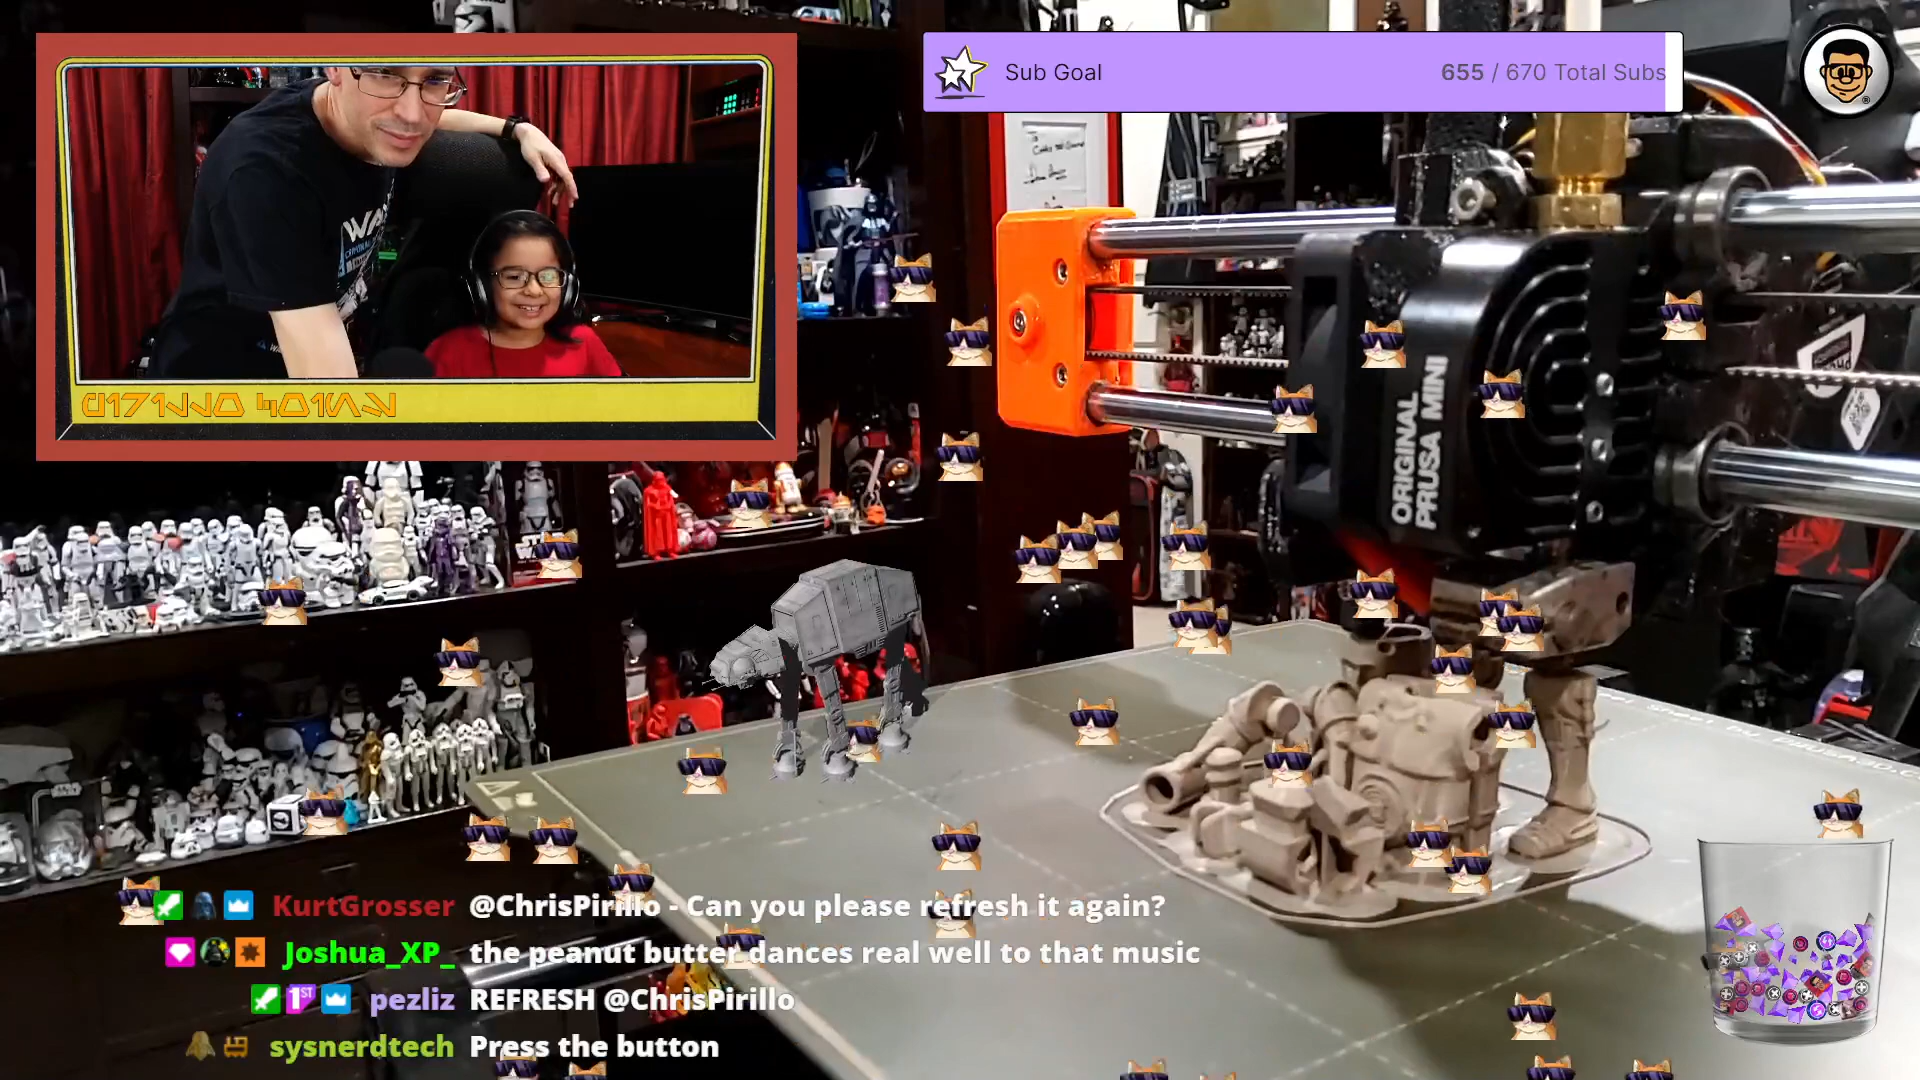 Sub Goal
655 / 670 Total Subs
ORIGINAL
PRUSA MINI
KurtGrosser @ChrisPirillo - Can you please refresh it again?
Joshua_XP_ the peanut butter dances real well to that music
1ST pezliz REFRESH @ChrisPirillo
sysnerdtech Press the button